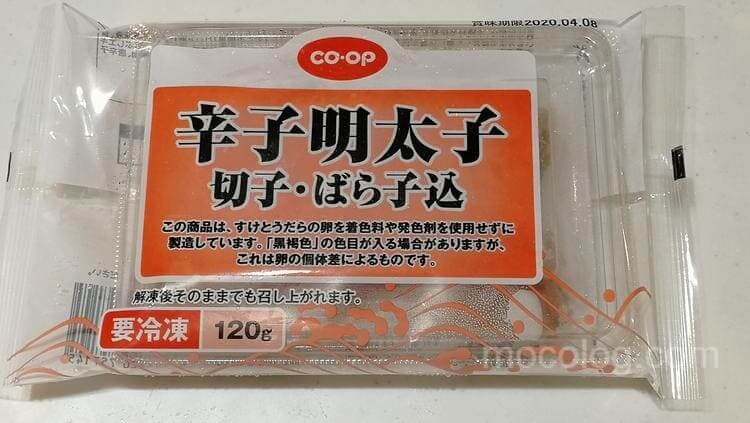 賞味期限2020.04.08
CO·OP
辛子明太子
切子・ばら子込
この商品は、すけとうだらの卵を着色料や発色剤を使用せずに
製造しています。「黒褐色」の色目が入る場合がありますが、
これは卵の個体差によるものです。
解凍後そのままでも召し上がれます。
要冷凍 120g
mocolog.com